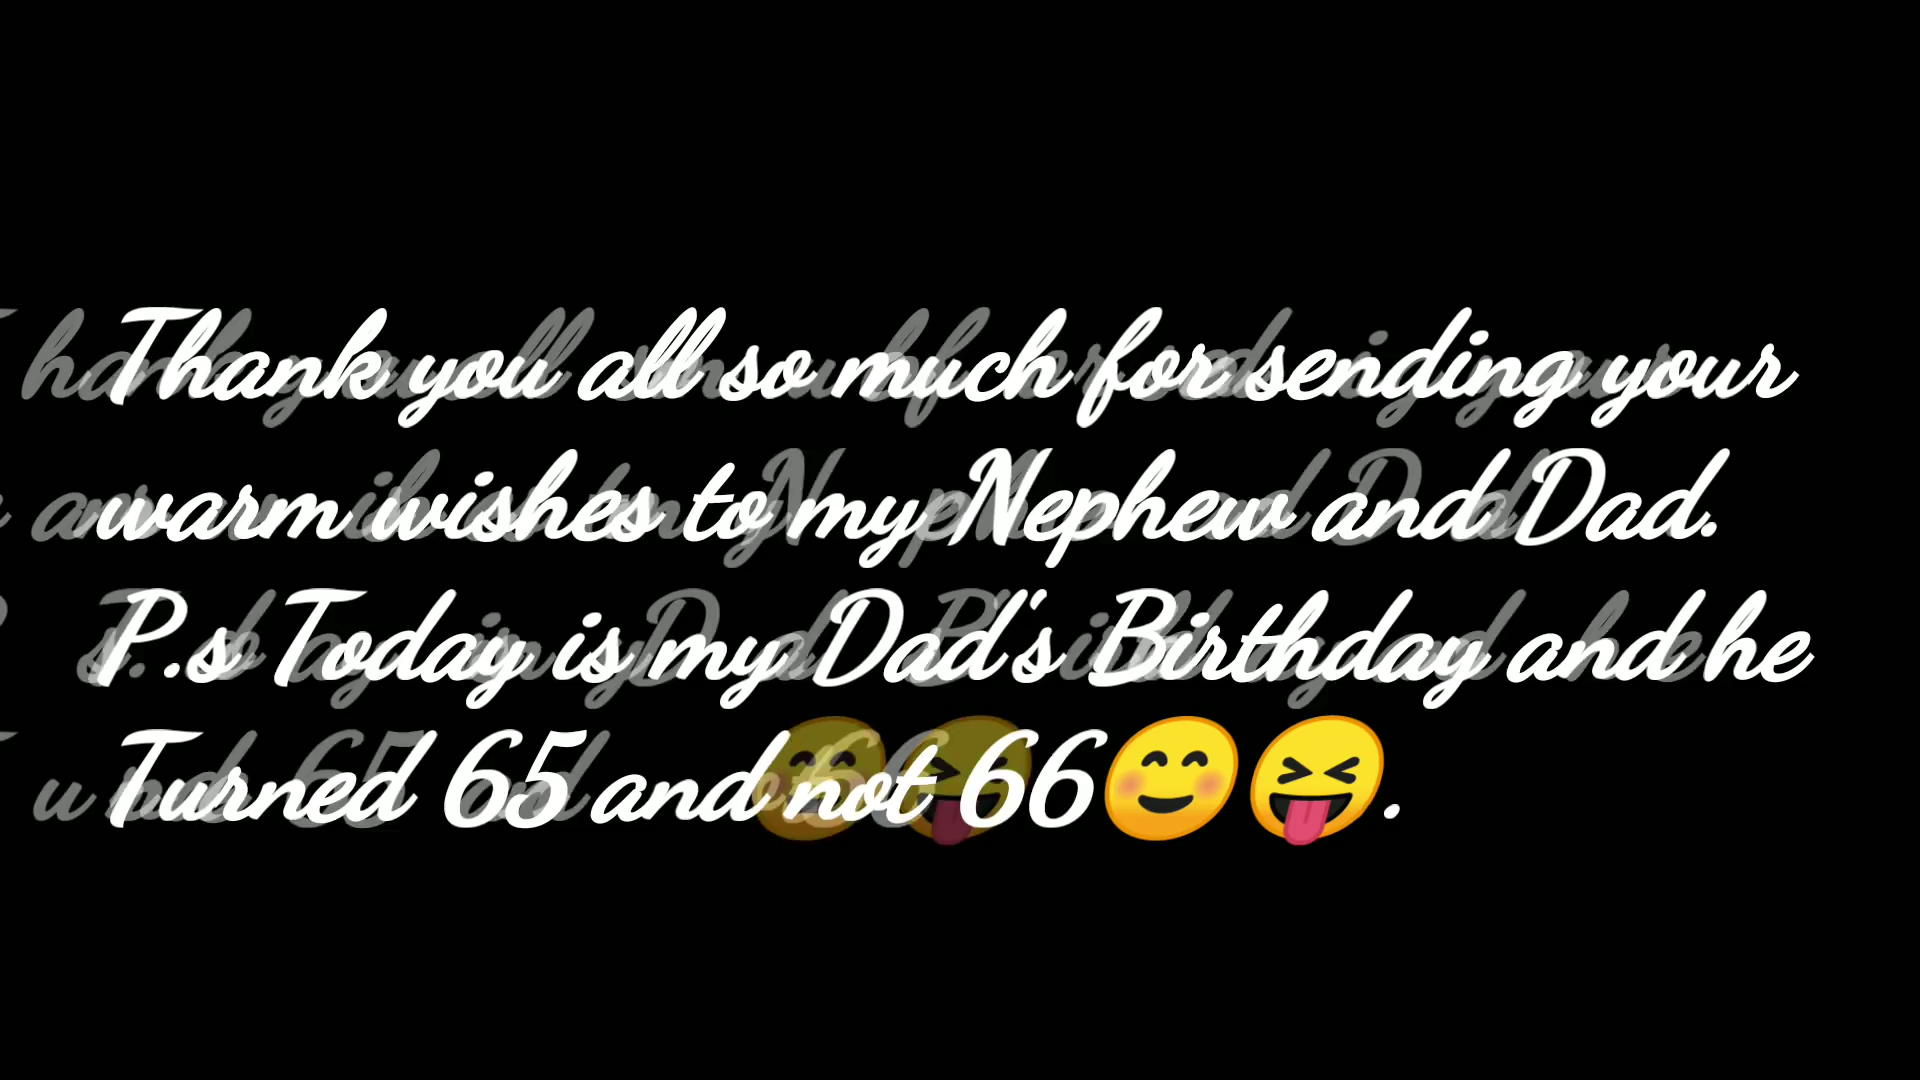 Thank you all so much for sending your
warm wishes to my Nephew and Dad.
P.s Today is my Dad's Birthday and he
Turned 65 and not 66😊😝.